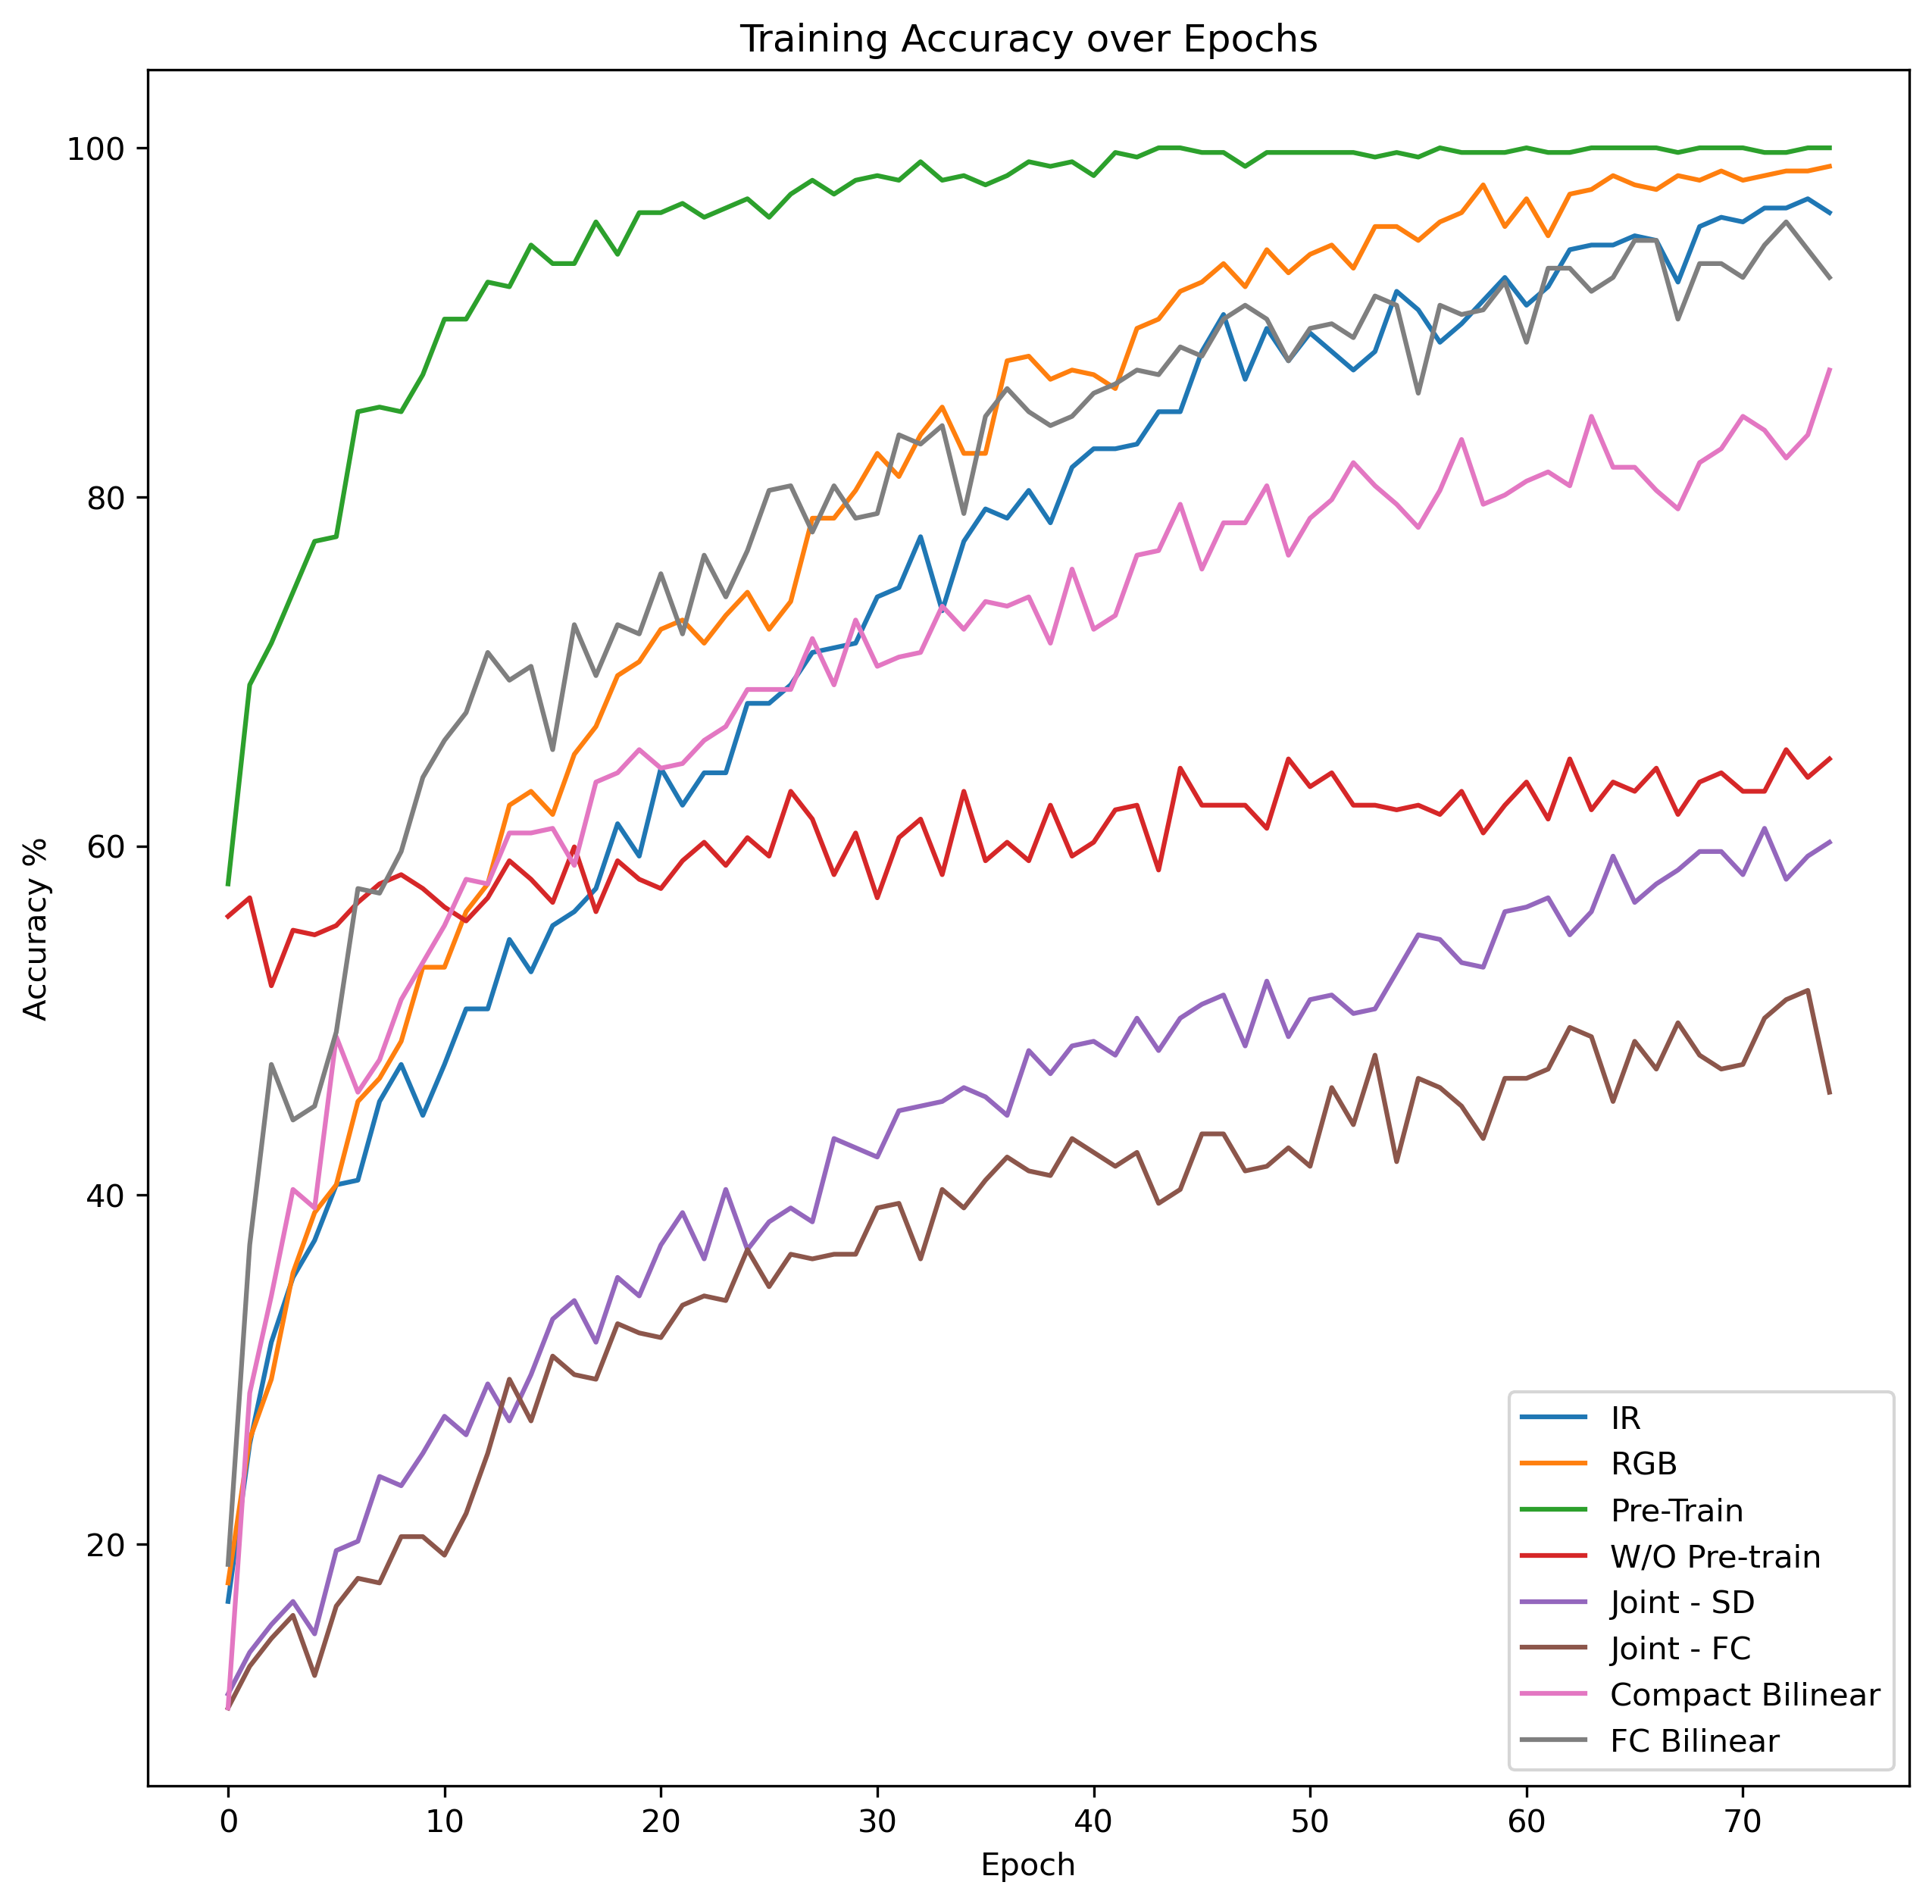 Training Accuracy over Epochs
Accuracy %
100
80
60
40
20
0 10 20 30 40 50 60 70
Epoch
IR
RGB
Pre-Train
W/O Pre-train
Joint - SD
Joint - FC
Compact Bilinear
FC Bilinear